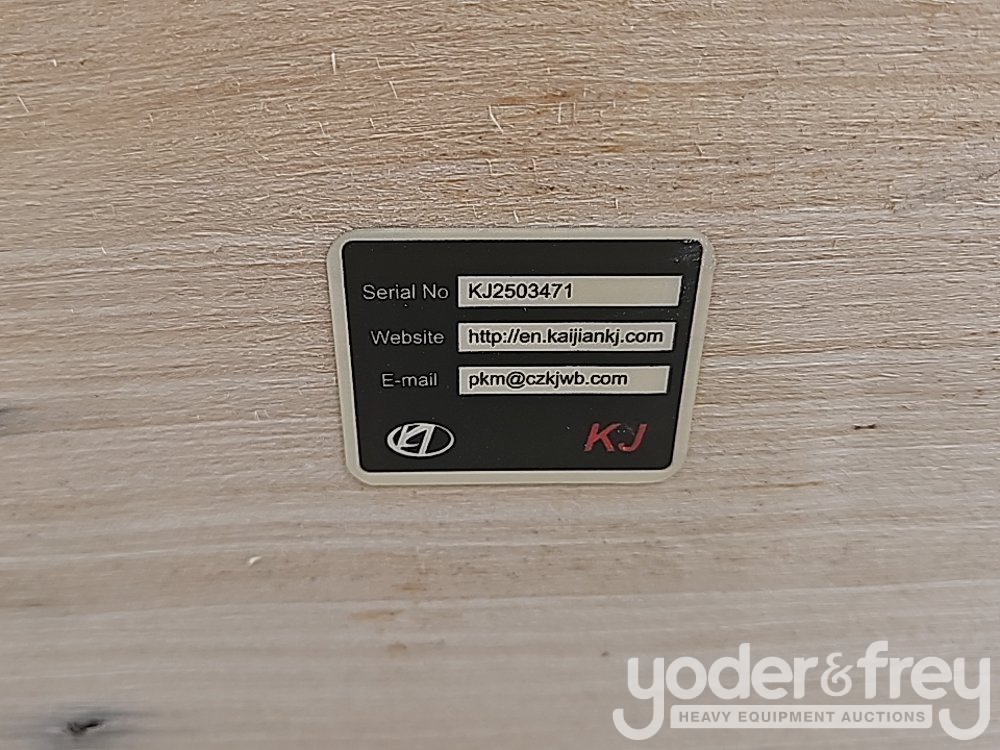 Serial No KJ2503471
Website http://en.kaijiankj.com
E-mail pkm@czkjwb.com
KJ
yoder&frey
HEAVY EQUIPMENT AUCTIONS